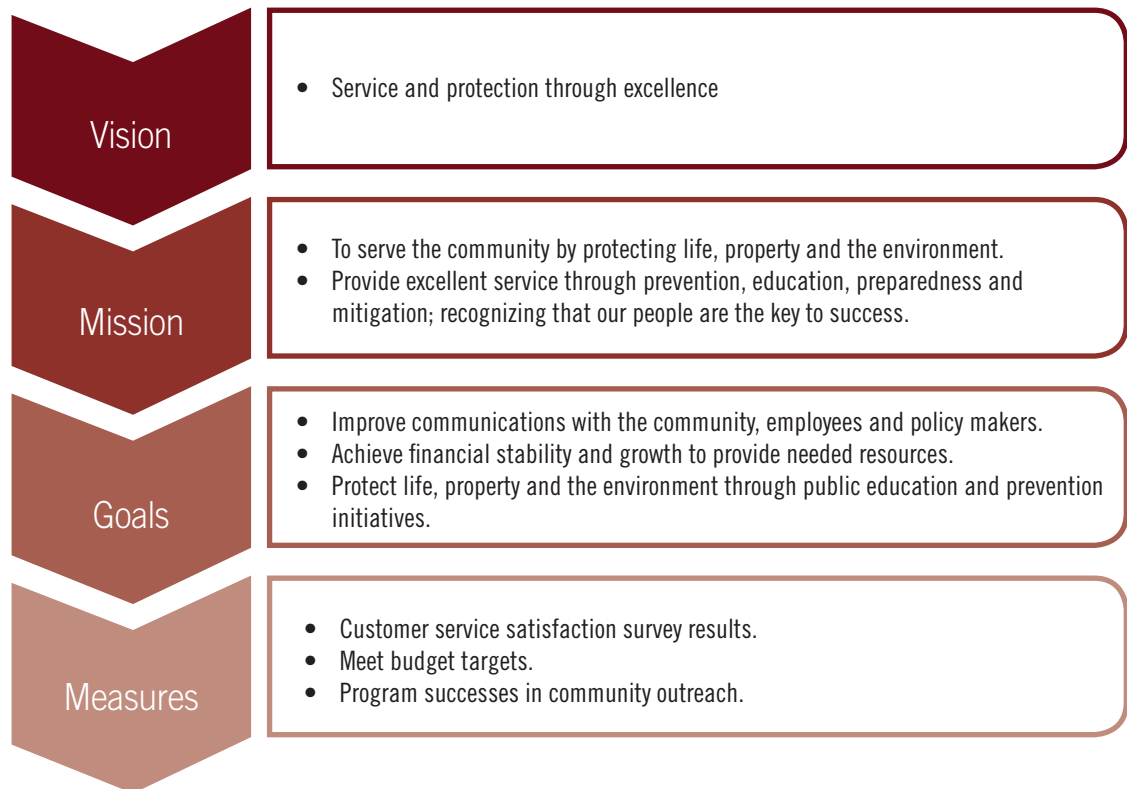 Vision
• Service and protection through excellence
Mission
• To serve the community by protecting life, property and the environment.
• Provide excellent service through prevention, education, preparedness and
mitigation; recognizing that our people are the key to success.
Goals
• Improve communications with the community, employees and policy makers.
• Achieve financial stability and growth to provide needed resources.
• Protect life, property and the environment through public education and prevention
initiatives.
Measures
• Customer service satisfaction survey results.
• Meet budget targets.
• Program successes in community outreach.